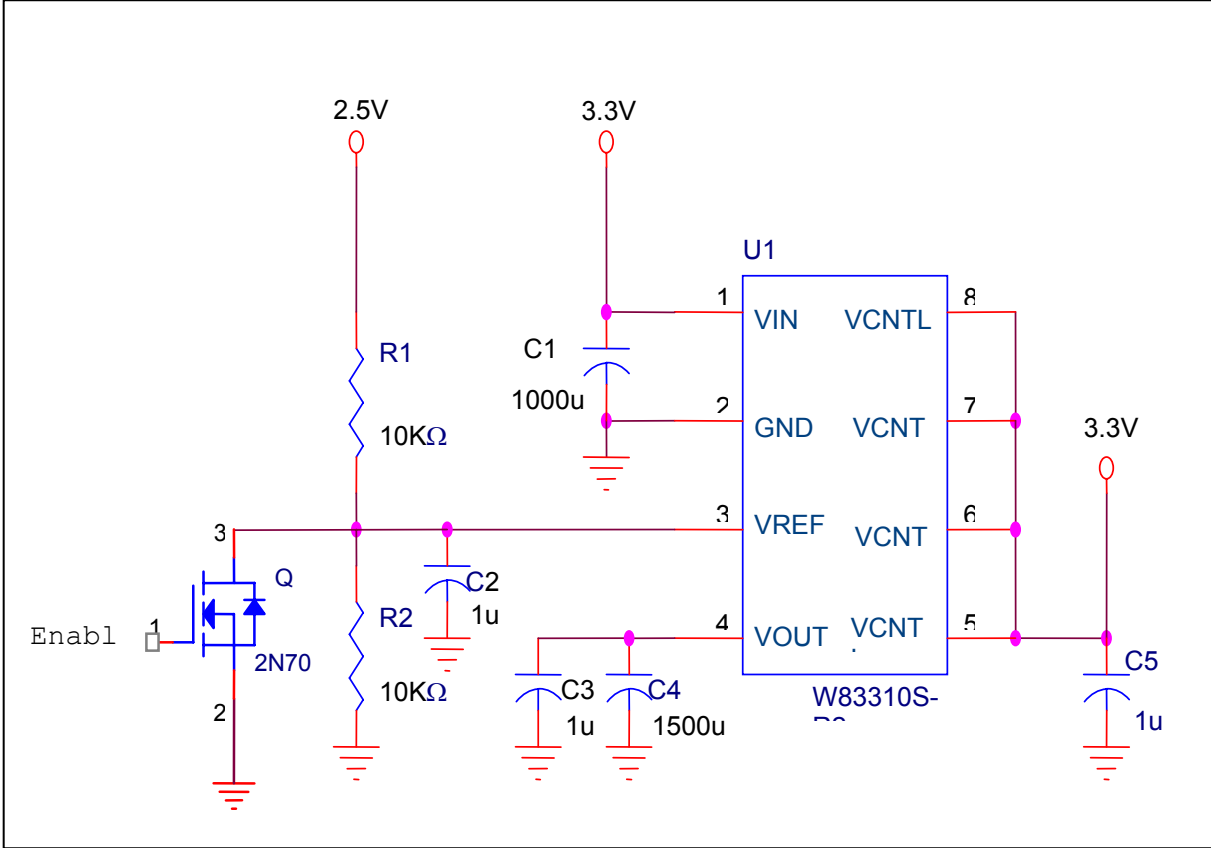 2.5V
3.3V
U1
1
VIN
VCNTL
8
R1
C1
1000u
10KΩ
2
GND
VCNT
7
3.3V
3
VREF
VCNT
6
3
Q
C2
1u
R2
Enabl
1
4
VOUT
VCNT
5
2N70
10KΩ
C3
1u
C4
1500u
C5
1u
2
W83310S-